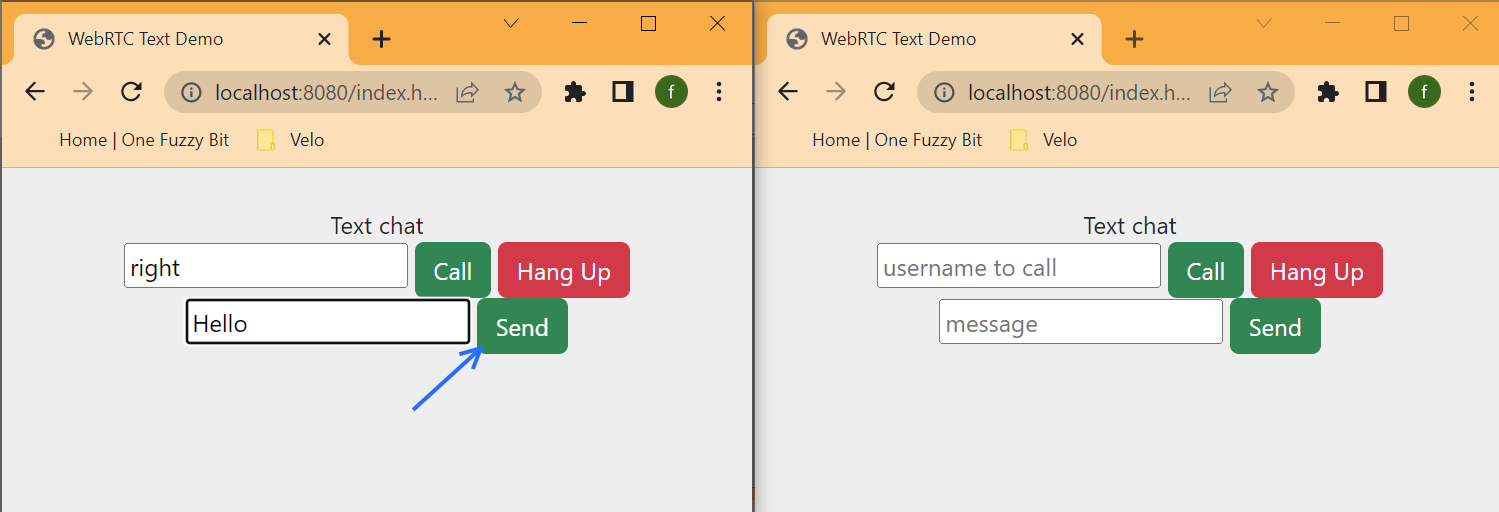 WebRTC Text Demo
localhost:8080/index.h...
f
Home | One Fuzzy Bit
Velo
Text chat
right
Call
Hang Up
Hello
Send
WebRTC Text Demo
localhost:8080/index.h...
f
Home | One Fuzzy Bit
Velo
Text chat
username to call
Call
Hang Up
message
Send